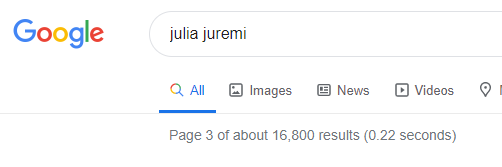 Google
julia juremi
All Images News Videos
Page 3 of about 16,800 results (0.22 seconds)